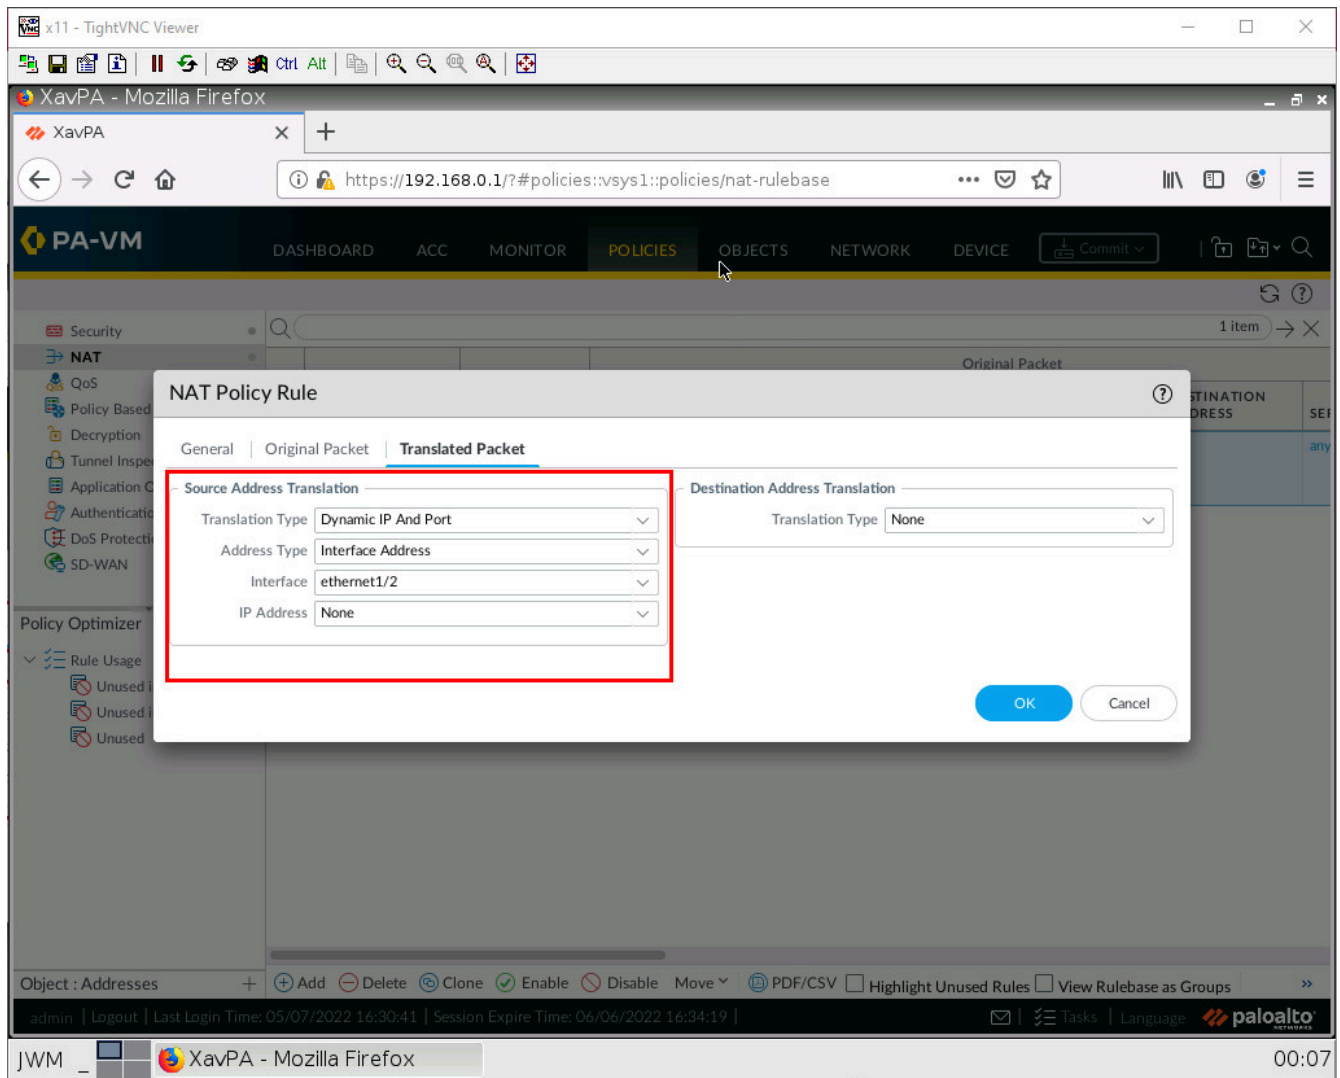 x11 - TightVNC Viewer
Ctrl Alt
XavPA - Mozilla Firefox
XavPA
https://192.168.0.1/?#policies::vsys1::policies/nat-rulebase
PA-VM
DASHBOARD ACC MONITOR POLICIES OBJECTS NETWORK DEVICE Commit
Security
1 item
NAT
Original Packet
QoS
Policy Based
STINATION
DRESS
SER
Decryption
any
Tunnel Inspe
Application C
Authenticatio
DoS Protecti
SD-WAN
NAT Policy Rule
General Original Packet Translated Packet
Source Address Translation
Translation Type Dynamic IP And Port
Address Type Interface Address
Interface ethernet1/2
IP Address None
Destination Address Translation
Translation Type None
OK Cancel
Policy Optimizer
Rule Usage
Unused i
Unused i
Unused
Object : Addresses
Add Delete Clone Enable Disable Move PDF/CSV Highlight Unused Rules View Rulebase as Groups
admin | Logout | Last Login Time: 05/07/2022 16:30:41 | Session Expire Time: 06/06/2022 16:34:19 |
Tasks | Language paloalto NETWORKS
JWM
XavPA - Mozilla Firefox
00:07